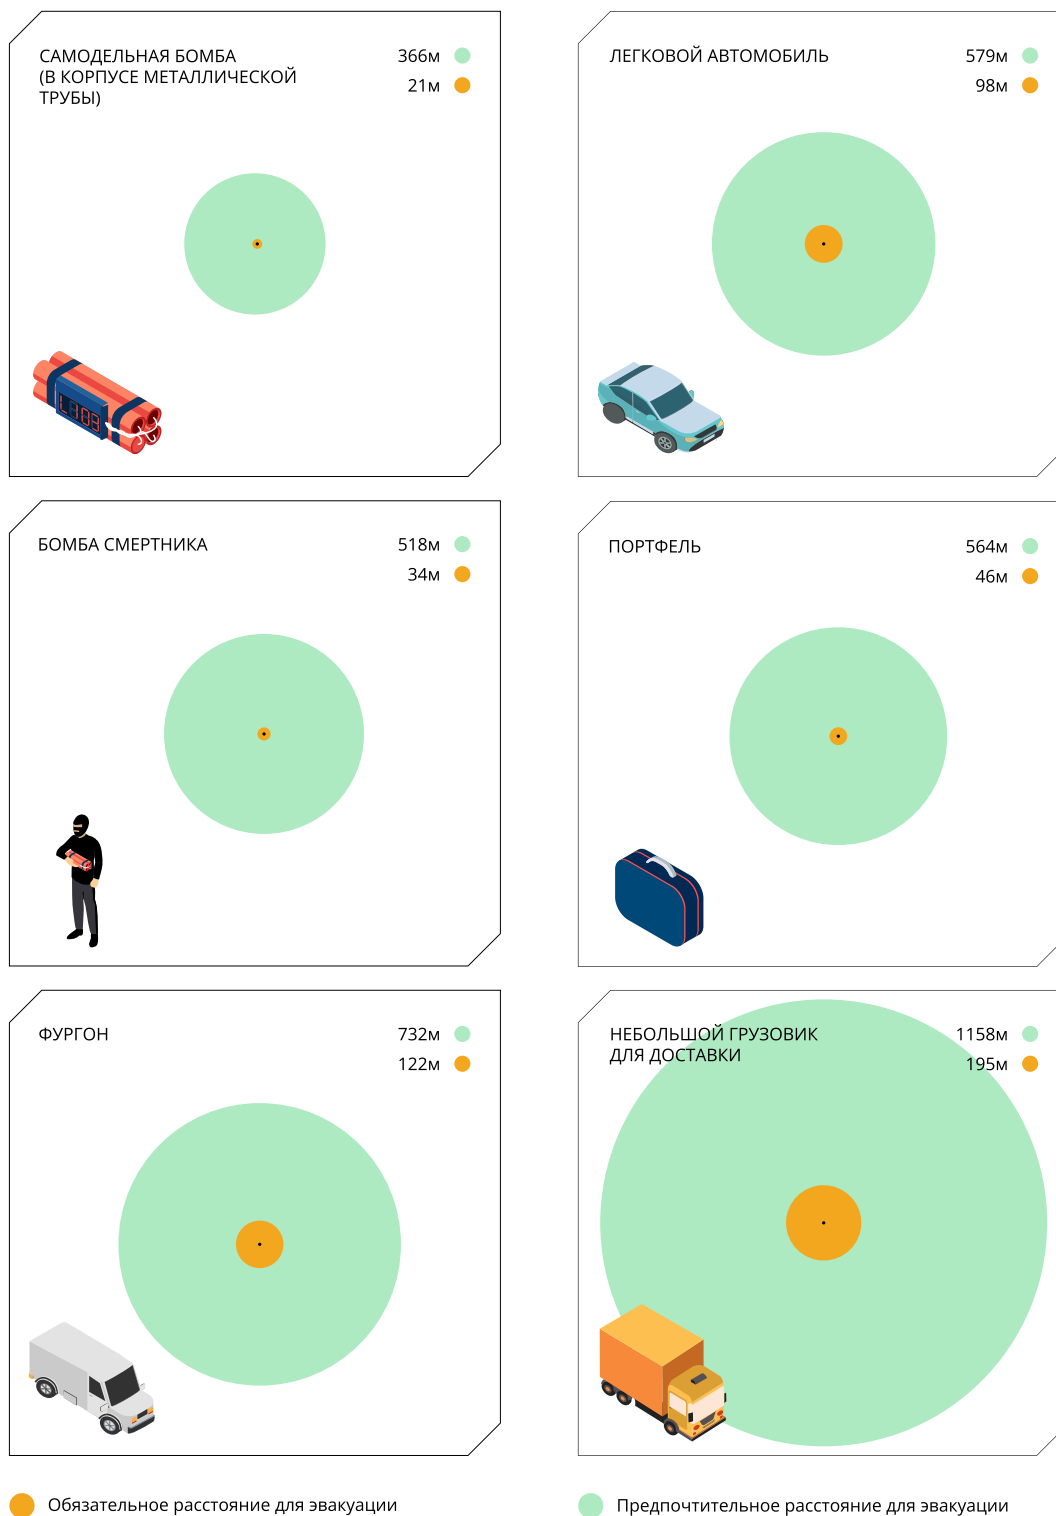 САМОДЕЛЬНАЯ БОМБА
(В КОРПУСЕ МЕТАЛЛИЧЕСКОЙ
ТРУБЫ)
366м
21м
ЛЕГКОВОЙ АВТОМОБИЛЬ
579м
98м
БОМБА СМЕРТНИКА
518м
34м
ПОРТФЕЛЬ
564м
46м
ФУРГОН
732м
122м
НЕБОЛЬШОЙ ГРУЗОВИК
ДЛЯ ДОСТАВКИ
1158м
195м
Обязательное расстояние для эвакуации
Предпочтительное расстояние для эвакуации